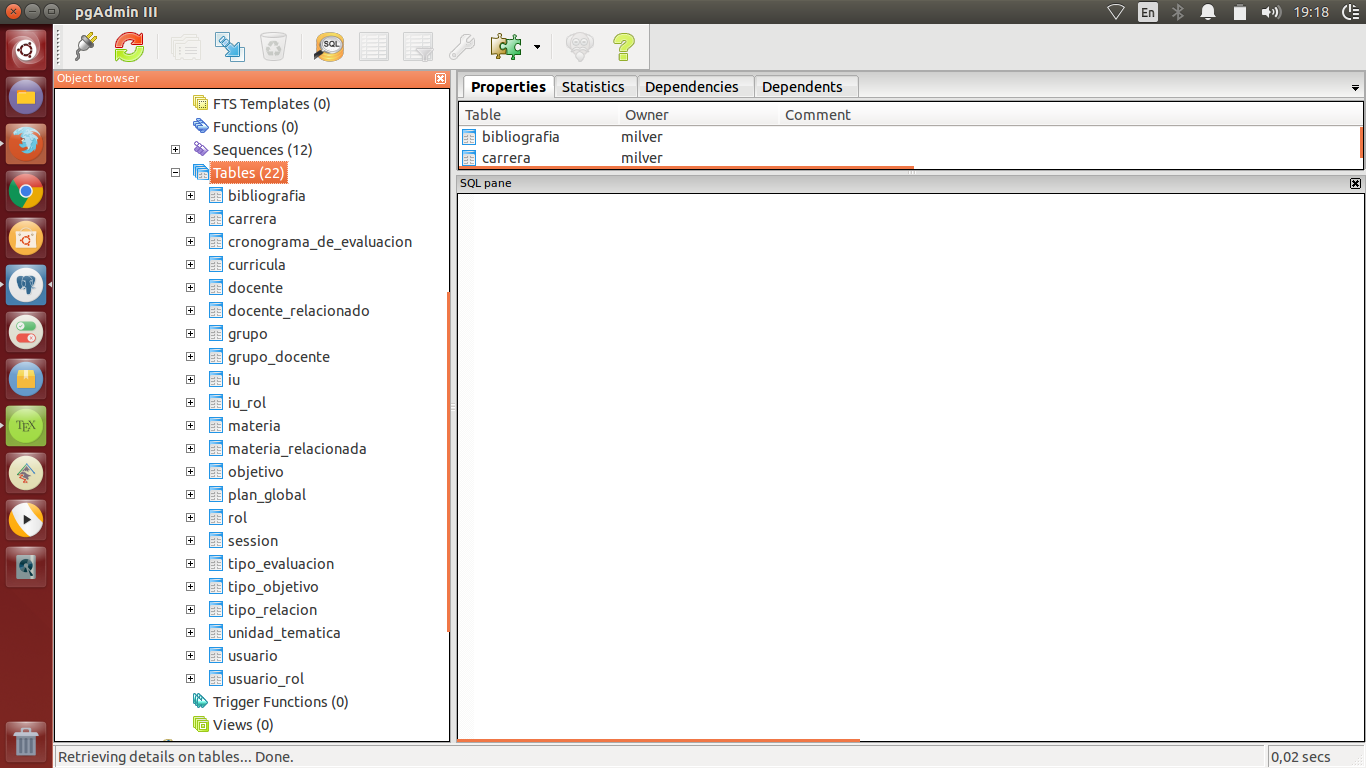 pgAdmin III
En
19:18
SQL
Object browser
FTS Templates (0)
Functions (0)
Sequences (12)
Tables (22)
bibliografia
carrera
cronograma_de_evaluacion
curricula
docente
docente_relacionado
grupo
grupo_docente
iu
iu_rol
materia
materia_relacionada
objetivo
plan_global
rol
session
tipo_evaluacion
tipo_objetivo
tipo_relacion
unidad_tematica
usuario
usuario_rol
Trigger Functions (0)
Views (0)
Properties Statistics Dependencies Dependents
Table Owner Comment
bibliografia milver
carrera milver
SQL pane
TEX
Retrieving details on tables... Done.
0,02 secs